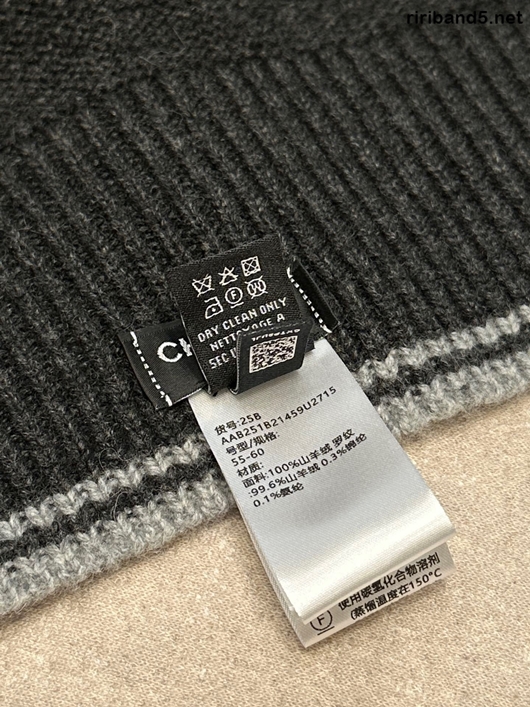 ririband5.net
DRY CLEAN ONLY
NETTOYAGE A
SEC
货号:25B
AAB251B21459U2715
号型/规格:
55-60
材质:
面料:100%山羊绒 罗纹
:99.6%山羊绒 0.3%锦纶
0.1%氨纶
使用碳氢化合物溶剂
(蒸馏温度在150°C